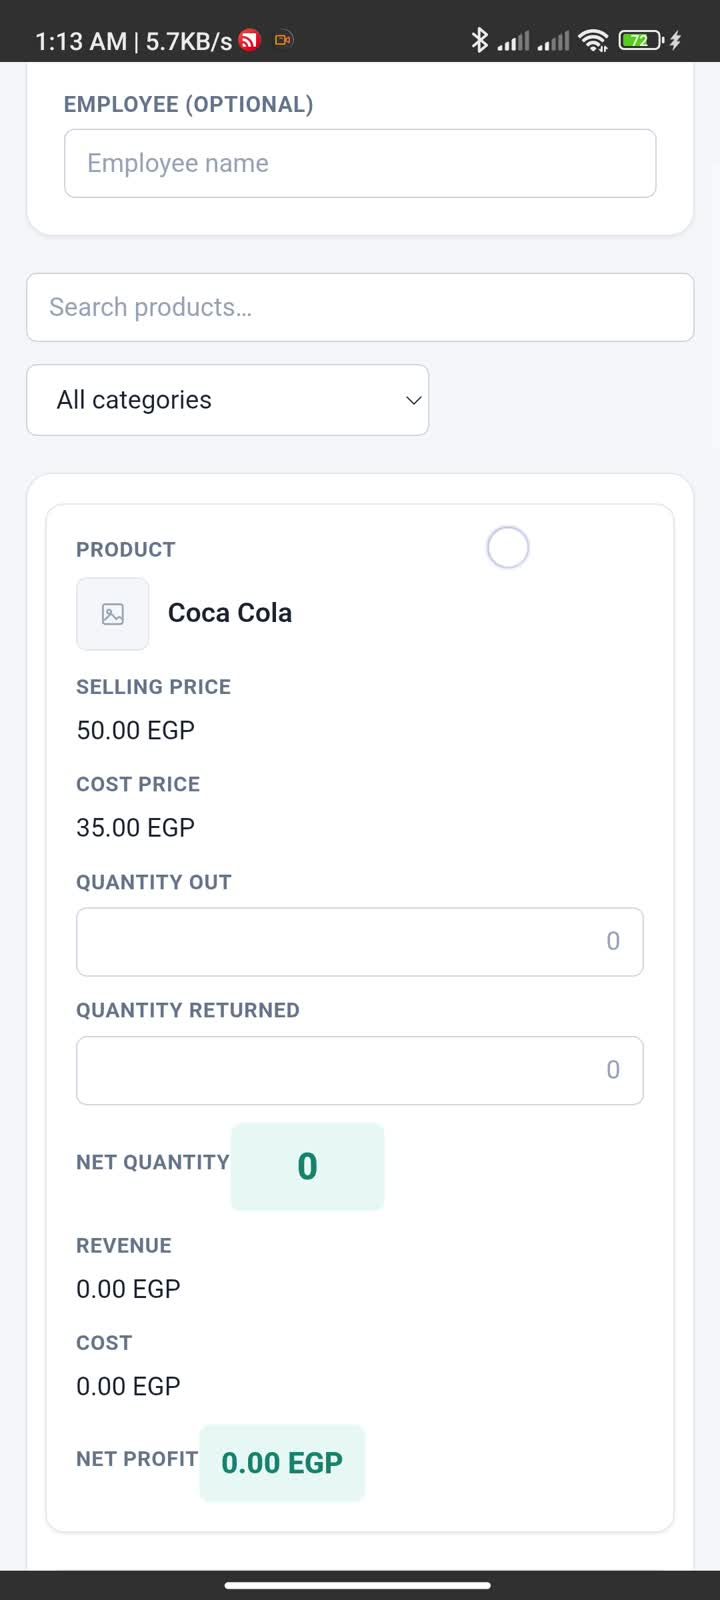 1:13 AM | 5.7KB/s
72
EMPLOYEE (OPTIONAL)
Employee name
Search products…
All categories
PRODUCT
Coca Cola
SELLING PRICE
50.00 EGP
COST PRICE
35.00 EGP
QUANTITY OUT
0
QUANTITY RETURNED
0
NET QUANTITY 0
REVENUE
0.00 EGP
COST
0.00 EGP
NET PROFIT 0.00 EGP